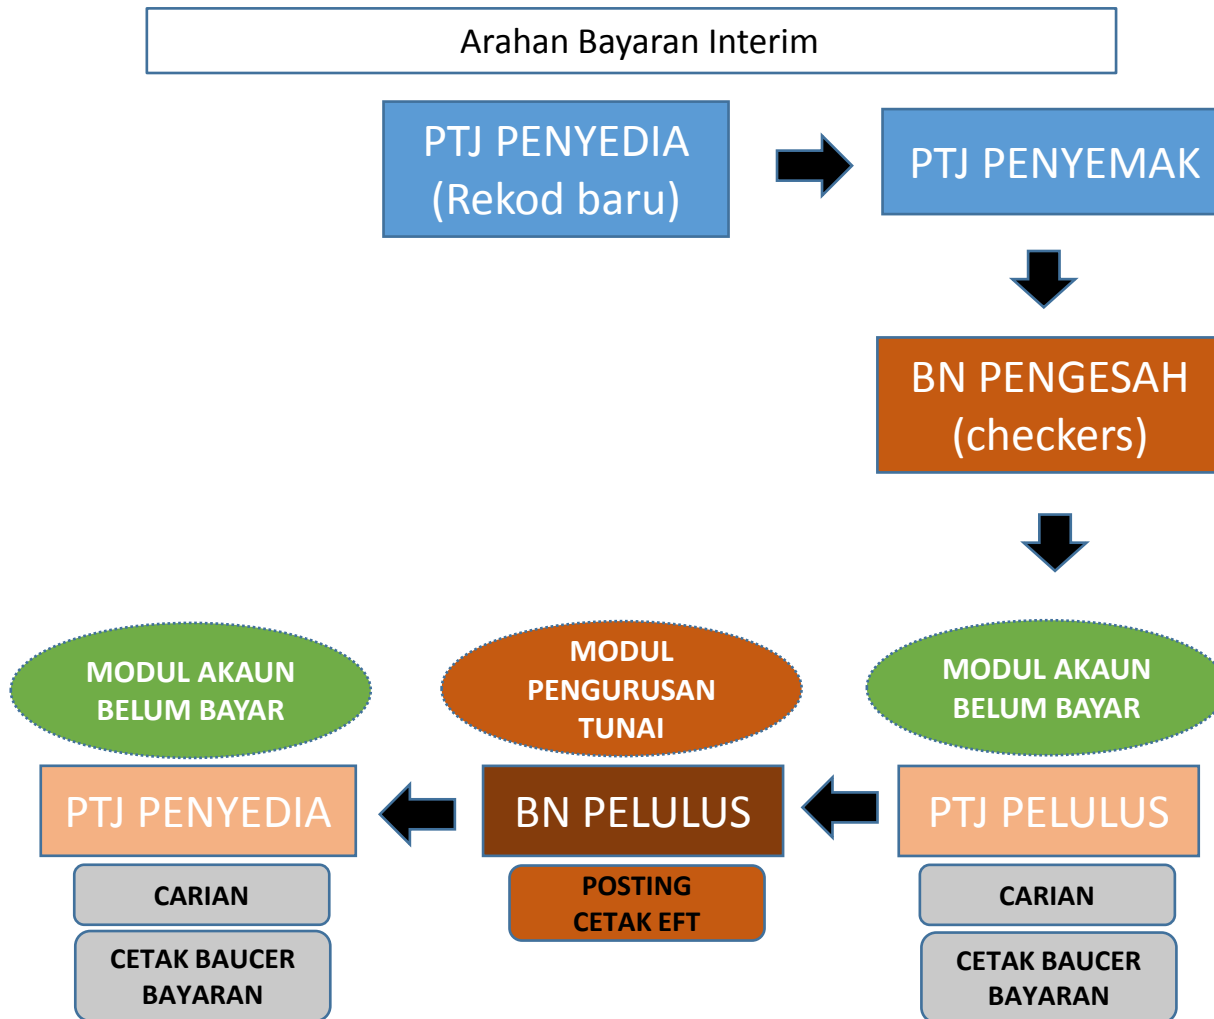 Arahan Bayaran Interim
PTJ PENYEDIA
(Rekod baru)
PTJ PENYEMAK
BN PENGESAH
(checkers)
MODUL AKAUN
BELUM BAYAR
MODUL
PENGURUSAN
TUNAI
MODUL AKAUN
BELUM BAYAR
PTJ PENYEDIA
BN PELULUS
PTJ PELULUS
CARIAN
POSTING
CETAK EFT
CARIAN
CETAK BAUCER
BAYARAN
CETAK BAUCER
BAYARAN